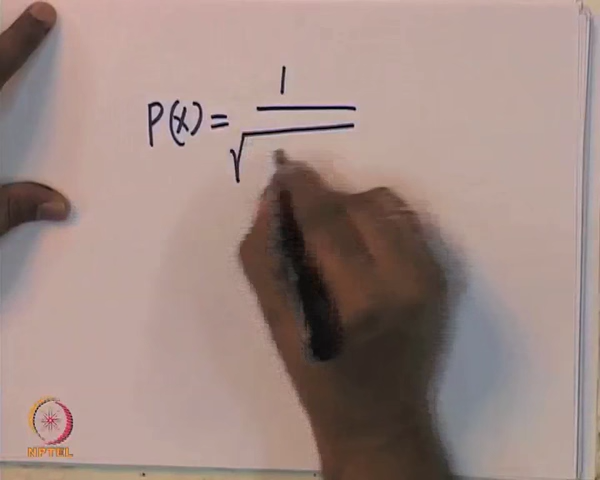 P(x) = 1 / √
NPTEL